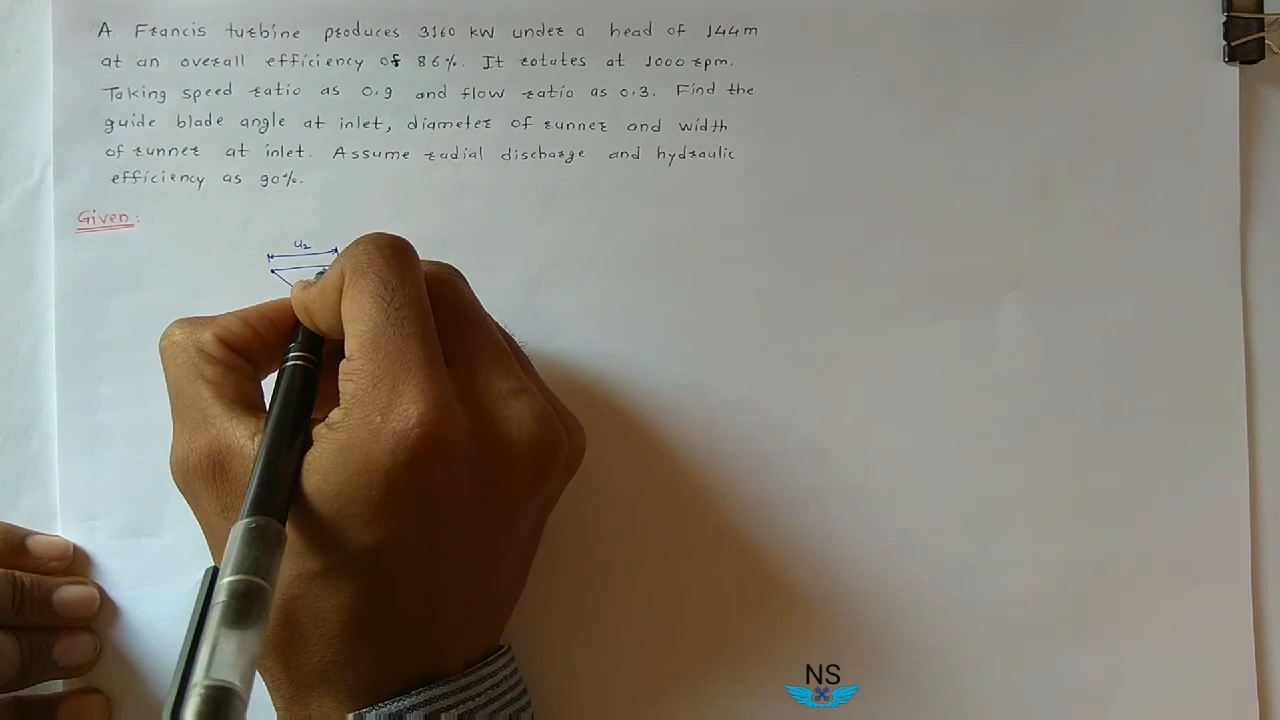 A Francis turbine produces 3160 kW under a head of 144m
at an overall efficiency of 86%. It rotates at 1000 rpm.
Taking speed ratio as 0.9 and flow ratio as 0.3. Find the
guide blade angle at inlet, diameter of runner and width
of runner at inlet. Assume radial discharge and hydraulic
efficiency as 90%.
Given:
u2
NS